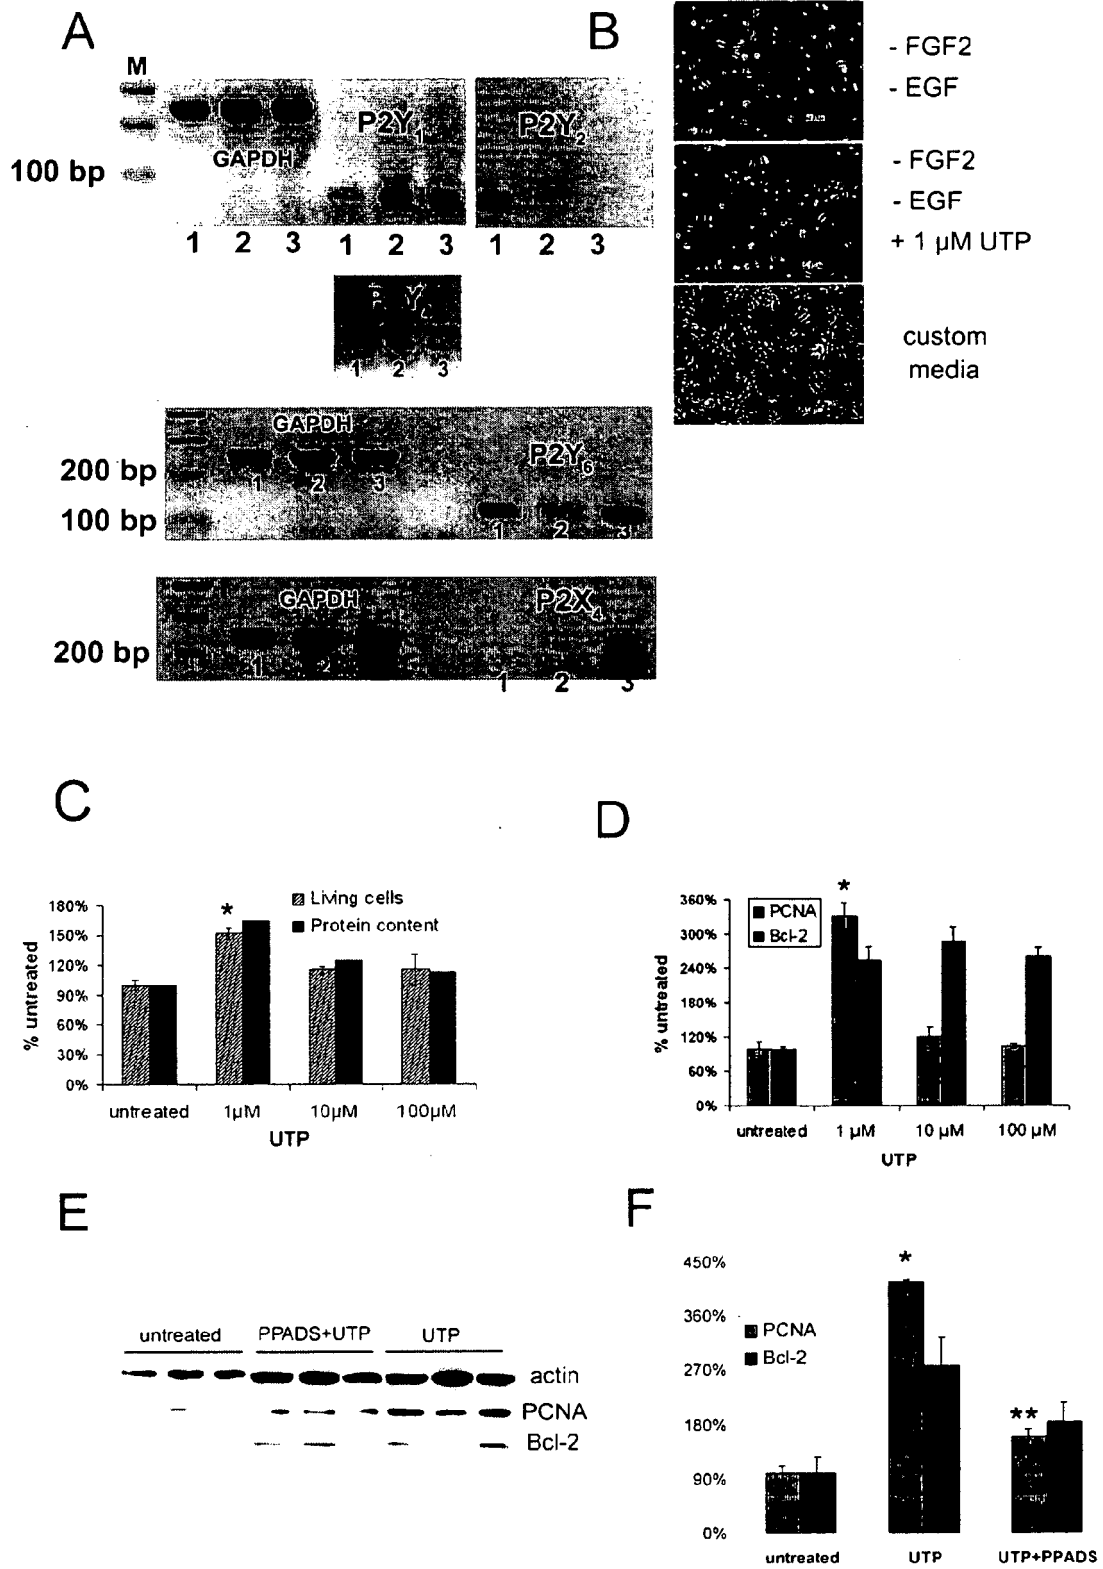 A
M
P2Y1
P2Y2
GAPDH
100 bp
1 2 3 1 2 3 1 2 3
1 2 3
GAPDH
P2Y6
200 bp
1 2 3
100 bp
1 2 3
GAPDH
P2X4
200 bp
1 2
1 2 3
B
- FGF2
- EGF
- FGF2
- EGF
+ 1 µM UTP
custom
media
C
Living cells
Protein content
% untreated
180%
150%
120%
90%
60%
30%
0%
*
untreated 1µM 10µM 100µM
UTP
D
PCNA
Bcl-2
% untreated
360%
300%
240%
180%
120%
60%
0%
*
untreated 1 µM 10 µM 100 µM
UTP
E
untreated PPADS+UTP UTP
actin
PCNA
Bcl-2
F
450%
360%
270%
180%
90%
0%
PCNA
Bcl-2
*
**
untreated UTP UTP+PPADS